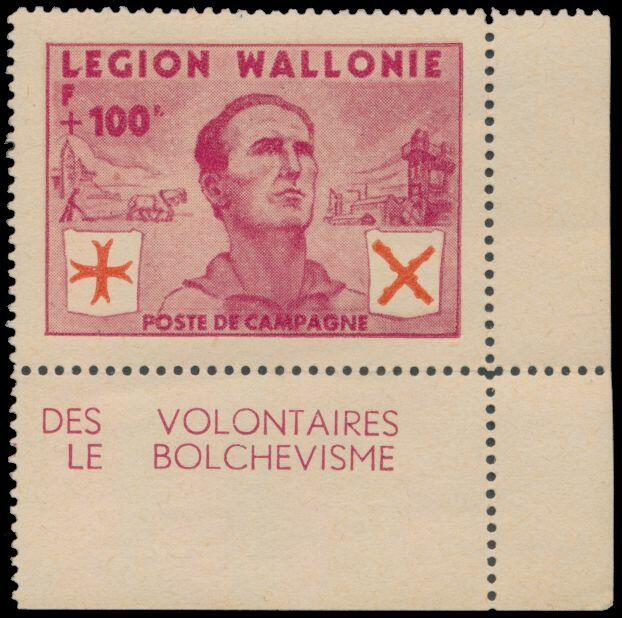 LEGION WALLONIE
F
+ 100F.
POSTE DE CAMPAGNE
DES VOLONTAIRES
LE BOLCHEVISME